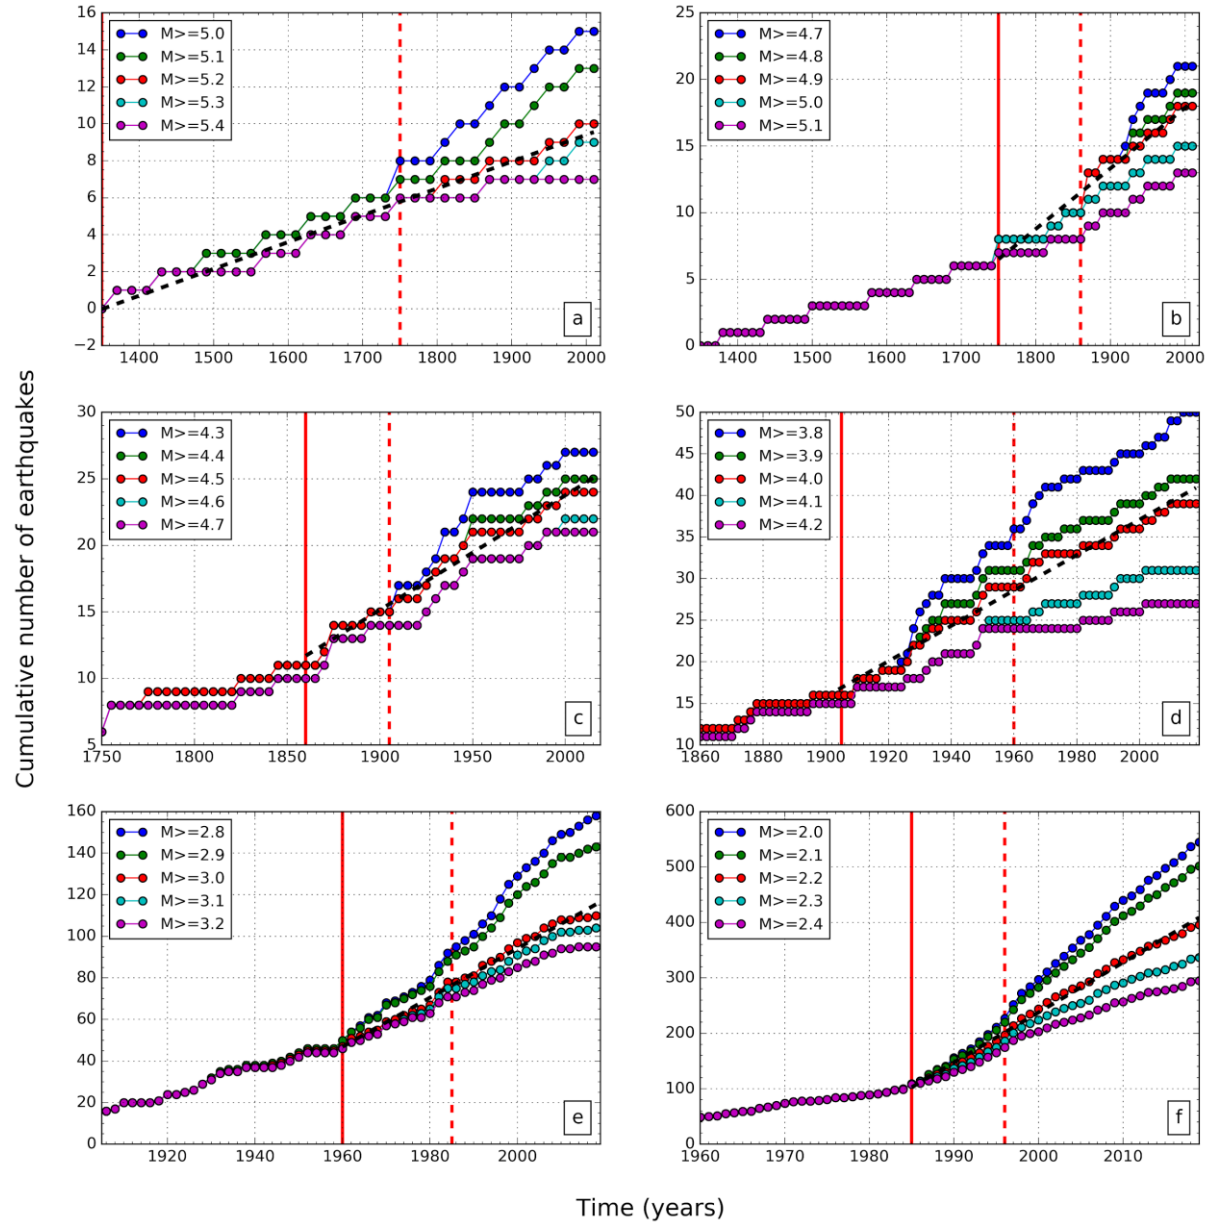 Cumulative number of earthquakes
16
14
12
10
8
6
4
2
0
−2
M>=5.0
M>=5.1
M>=5.2
M>=5.3
M>=5.4
a
1400 1500 1600 1700 1800 1900 2000
25
20
15
10
5
0
M>=4.7
M>=4.8
M>=4.9
M>=5.0
M>=5.1
b
1400 1500 1600 1700 1800 1900 2000
30
25
20
15
10
5
M>=4.3
M>=4.4
M>=4.5
M>=4.6
M>=4.7
c
1750 1800 1850 1900 1950 2000
50
45
40
35
30
25
20
15
10
M>=3.8
M>=3.9
M>=4.0
M>=4.1
M>=4.2
d
1860 1880 1900 1920 1940 1960 1980 2000
160
140
120
100
80
60
40
20
0
M>=2.8
M>=2.9
M>=3.0
M>=3.1
M>=3.2
e
1920 1940 1960 1980 2000
600
500
400
300
200
100
0
M>=2.0
M>=2.1
M>=2.2
M>=2.3
M>=2.4
f
1960 1970 1980 1990 2000 2010
Time (years)